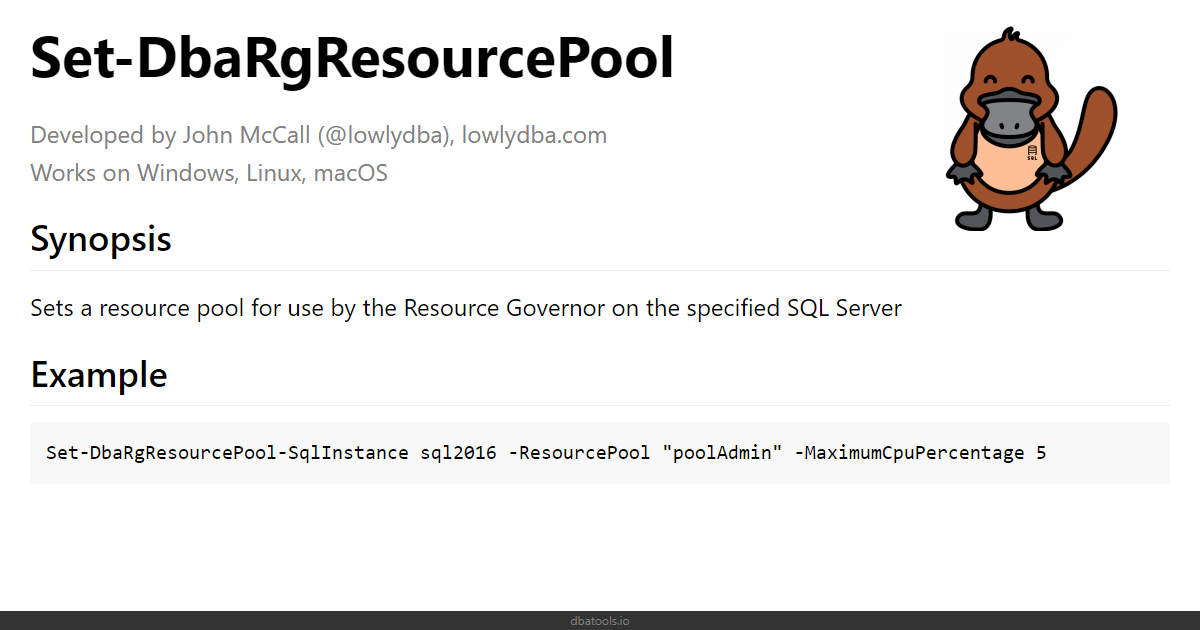 Set-DbaRgResourcePool
Developed by John McCall (@lowlydba), lowlydba.com
Works on Windows, Linux, macOS
SQL
Synopsis
Sets a resource pool for use by the Resource Governor on the specified SQL Server
Example
Set-DbaRgResourcePool-SqlInstance sql2016 -ResourcePool "poolAdmin" -MaximumCpuPercentage 5
dbatools.io